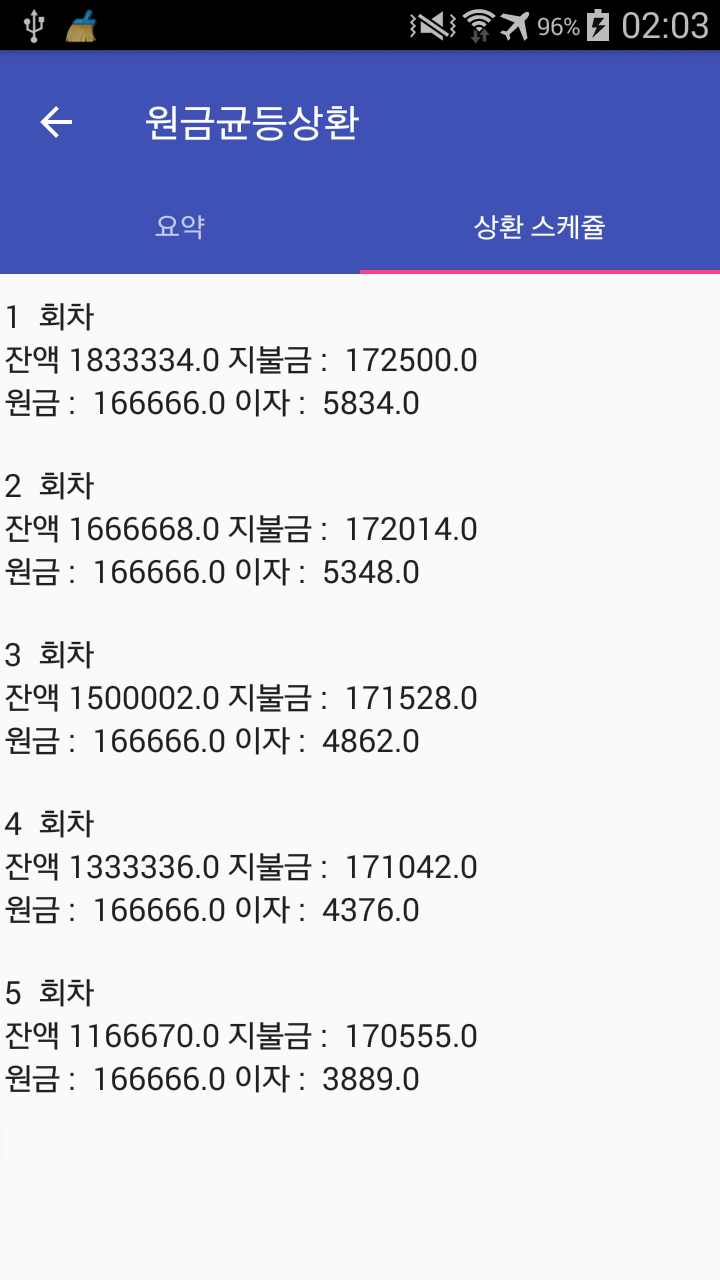 96% 02:03
원금균등상환
요약 상환 스케쥴
1 회차
잔액 1833334.0 지불금 : 172500.0
원금 : 166666.0 이자 : 5834.0
2 회차
잔액 1666668.0 지불금 : 172014.0
원금 : 166666.0 이자 : 5348.0
3 회차
잔액 1500002.0 지불금 : 171528.0
원금 : 166666.0 이자 : 4862.0
4 회차
잔액 1333336.0 지불금 : 171042.0
원금 : 166666.0 이자 : 4376.0
5 회차
잔액 1166670.0 지불금 : 170555.0
원금 : 166666.0 이자 : 3889.0